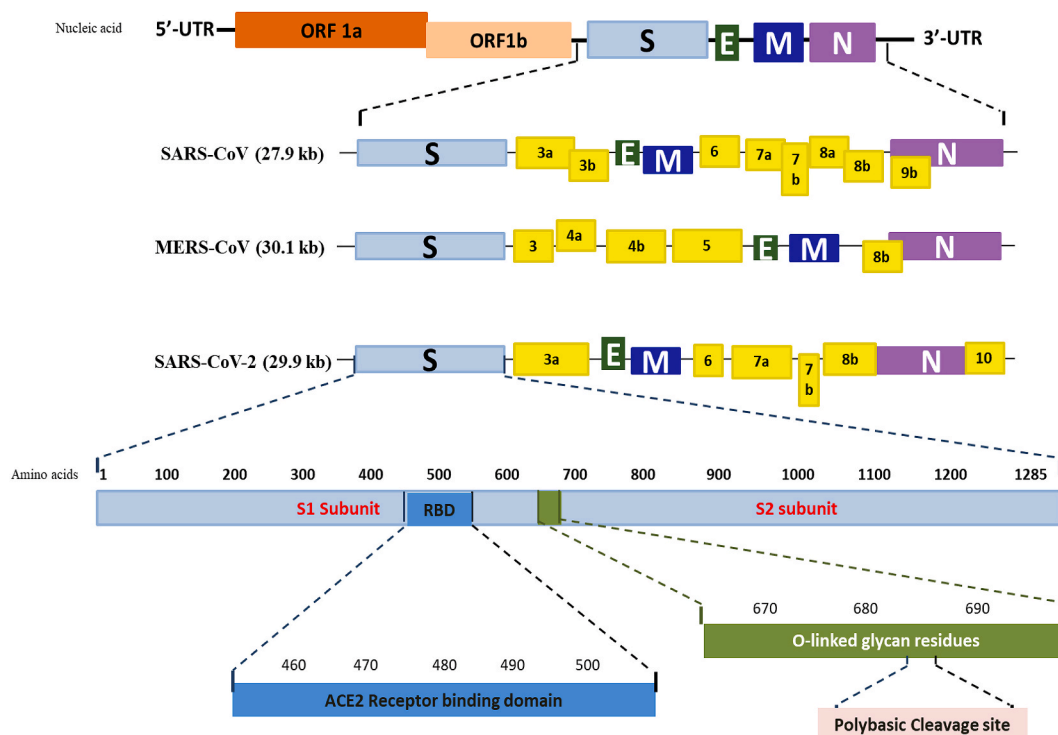 Nucleic acid 5'-UTR ORF 1a ORF1b S E M N 3'-UTR
SARS-CoV (27.9 kb) S 3a 3b E M 6 7a 7b 8a 8b 9b N
MERS-CoV (30.1 kb) S 3 4a 4b 5 E M 8b N
SARS-CoV-2 (29.9 kb) S 3a E M 6 7a 7b 8b N 10
Amino acids 1 100 200 300 400 500 600 700 800 900 1000 1100 1200 1285
S1 Subunit RBD S2 subunit
670 680 690
O-linked glycan residues
460 470 480 490 500
ACE2 Receptor binding domain
Polybasic Cleavage site